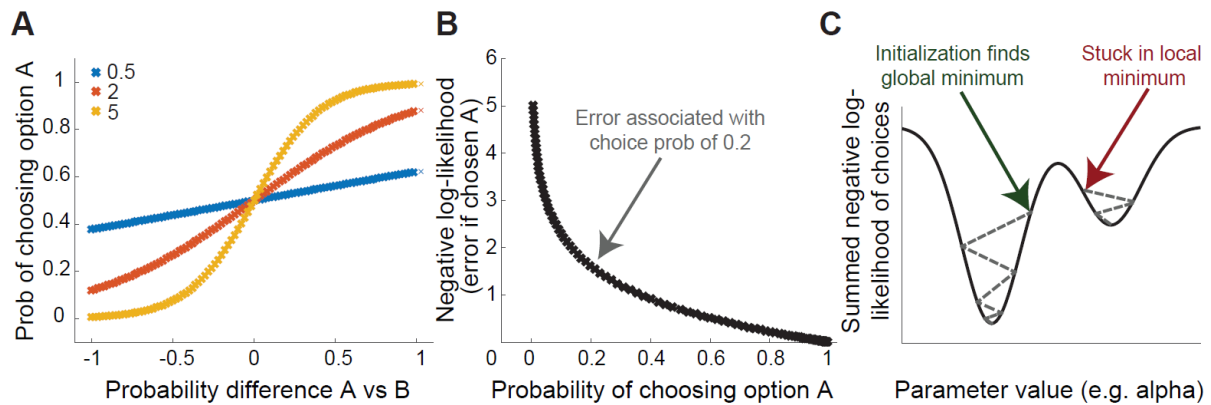 A
0.5
2
5
1
0.8
0.6
0.4
0.2
0
-1
-0.5
0
0.5
1
Prob of choosing option A
Probability difference A vs B
B
Error associated with
choice prob of 0.2
6
5
4
3
2
1
0
0
0.2
0.4
0.6
0.8
1
Negative log-likelihood
(error if chosen A)
Probability of choosing option A
C
Initialization finds
global minimum
Stuck in local
minimum
Summed negative log-
likelihood of choices
Parameter value (e.g. alpha)